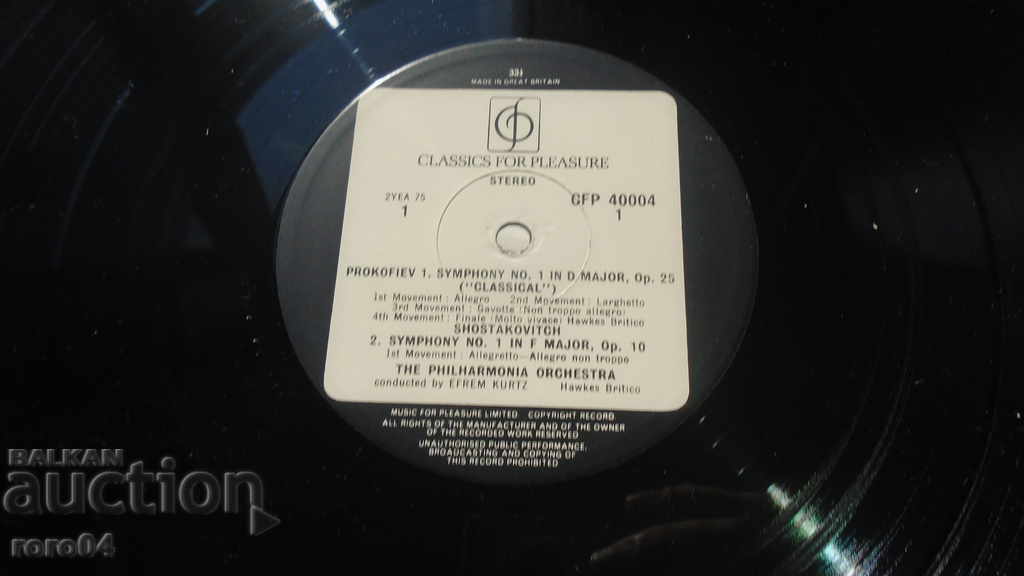 33⅓
MADE IN GREAT BRITAIN
CLASSICS FOR PLEASURE
STEREO
2YEA 75
1
CFP 40004
1
PROKOFIEV 1. SYMPHONY NO. 1 IN D MAJOR, Op. 25
("CLASSICAL")
1st Movement: Allegro 2nd Movement: Larghetto
3rd Movement: Gavotte (Non troppo allegro)
4th Movement: Finale (Molto vivace) Hawkes Britico
SHOSTAKOVITCH
2. SYMPHONY NO. 1 IN F MAJOR, Op. 10
1st Movement: Allegretto—Allegro non troppo
THE PHILHARMONIA ORCHESTRA
conducted by EFREM KURTZ Hawkes Britico
MUSIC FOR PLEASURE LIMITED. COPYRIGHT RECORD
ALL RIGHTS OF THE MANUFACTURER AND OF THE OWNER
OF THE RECORDED WORK RESERVED
UNAUTHORISED PUBLIC PERFORMANCE,
BROADCASTING AND COPYING OF
THIS RECORD PROHIBITED
BALKAN
auction
roro04